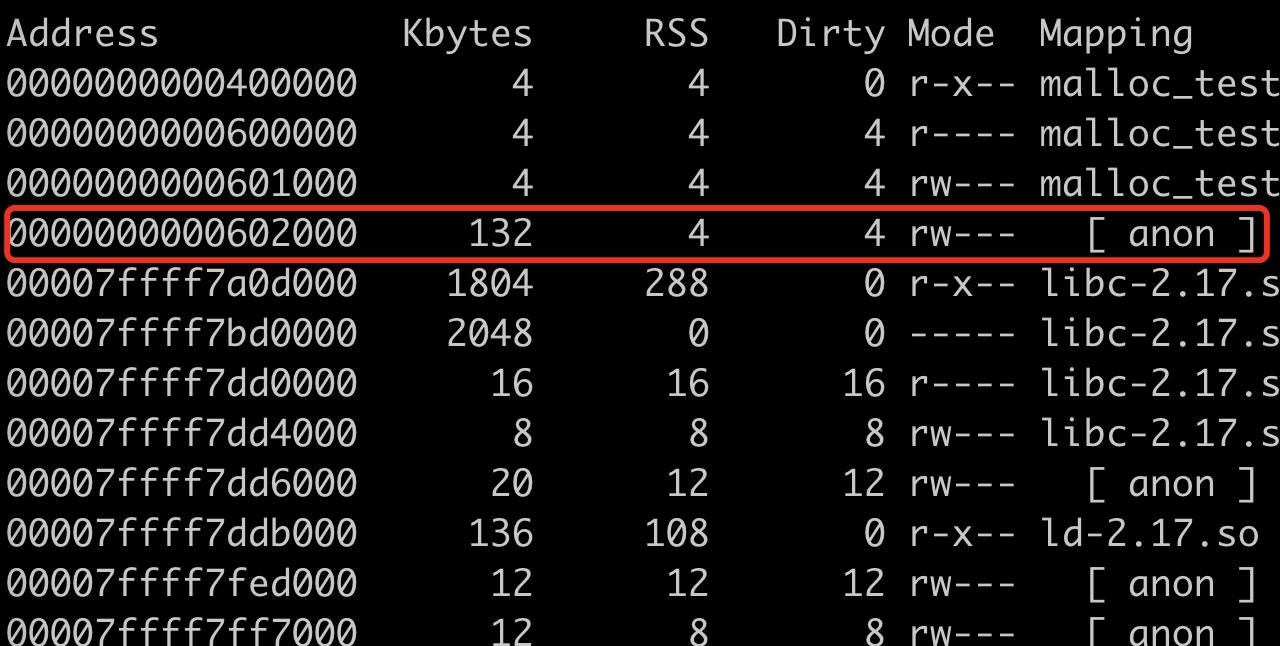 Address Kbytes RSS Dirty Mode Mapping
0000000000400000 4 4 0 r-x-- malloc_test
0000000000600000 4 4 4 r---- malloc_test
0000000000601000 4 4 4 rw--- malloc_test
0000000000602000 132 4 4 rw--- [ anon ]
00007ffff7a0d000 1804 288 0 r-x-- libc-2.17.s
00007ffff7bd0000 2048 0 0 ----- libc-2.17.s
00007ffff7dd0000 16 16 16 r---- libc-2.17.s
00007ffff7dd4000 8 8 8 rw--- libc-2.17.s
00007ffff7dd6000 20 12 12 rw--- [ anon ]
00007ffff7ddb000 136 108 0 r-x-- ld-2.17.so
00007ffff7fed000 12 12 12 rw--- [ anon ]
00007ffff7ff7000 12 8 8 rw--- [ anon ]